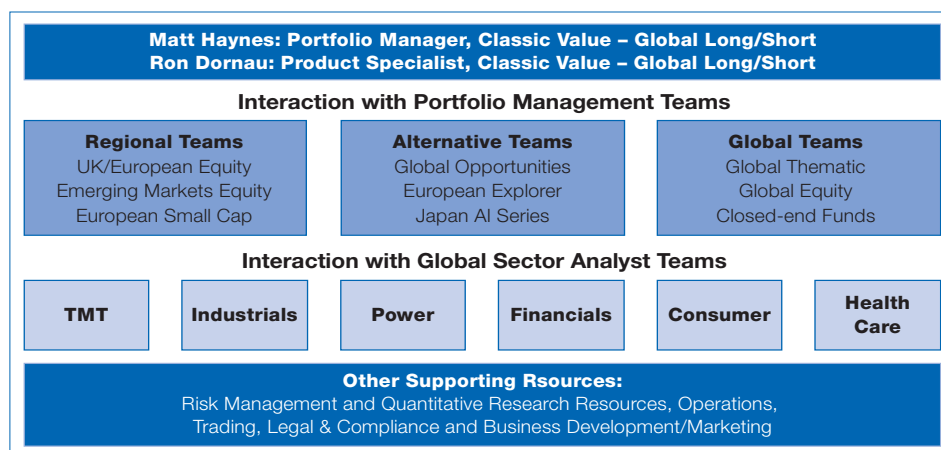 Matt Haynes: Portfolio Manager, Classic Value – Global Long/Short
Ron Dornau: Product Specialist, Classic Value – Global Long/Short
Interaction with Portfolio Management Teams
Regional Teams
UK/European Equity
Emerging Markets Equity
European Small Cap
Alternative Teams
Global Opportunities
European Explorer
Japan AI Series
Global Teams
Global Thematic
Global Equity
Closed-end Funds
Interaction with Global Sector Analyst Teams
TMT
Industrials
Power
Financials
Consumer
Health
Care
Other Supporting Rsources:
Risk Management and Quantitative Research Resources, Operations,
Trading, Legal & Compliance and Business Development/Marketing